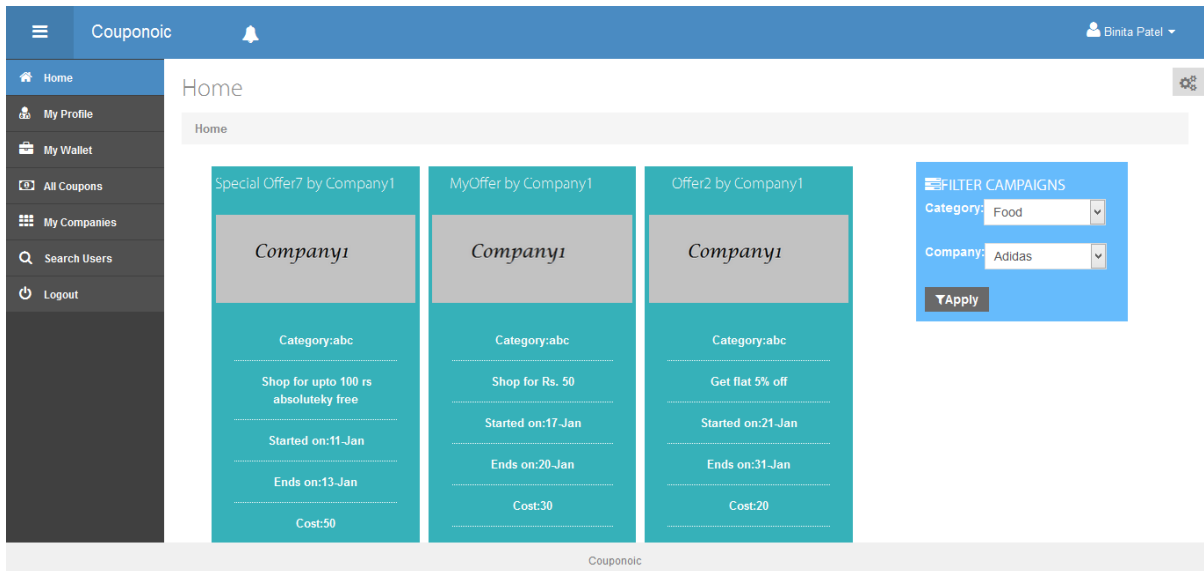 Couponoic
Binita Patel
Home
My Profile
My Wallet
All Coupons
My Companies
Search Users
Logout
Home
Home
Special Offer7 by Company1
Company1
Category:abc
Shop for upto 100 rs
absoluteky free
Started on:11-Jan
Ends on:13-Jan
Cost:50
MyOffer by Company1
Company1
Category:abc
Shop for Rs. 50
Started on:17-Jan
Ends on:20-Jan
Cost:30
Offer2 by Company1
Company1
Category:abc
Get flat 5% off
Started on:21-Jan
Ends on:31-Jan
Cost:20
FILTER CAMPAIGNS
Category: Food
Company: Adidas
Apply
Couponoic